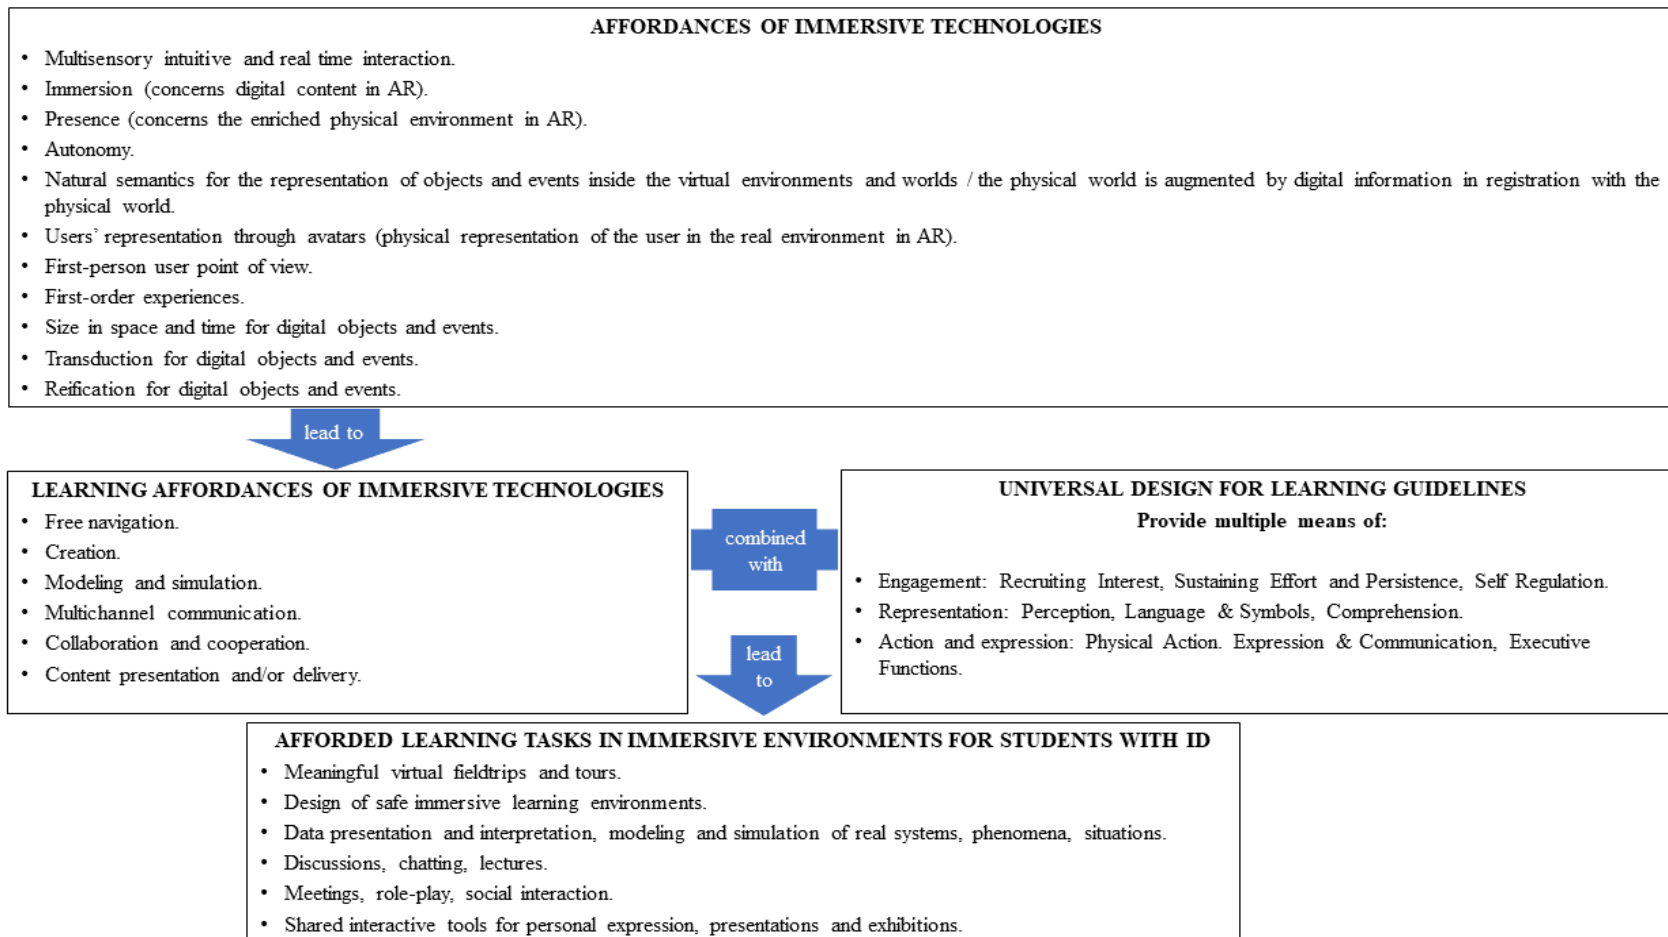 AFFORDANCES OF IMMERSIVE TECHNOLOGIES
• Multisensory intuitive and real time interaction.
• Immersion (concerns digital content in AR).
• Presence (concerns the enriched physical environment in AR).
• Autonomy.
• Natural semantics for the representation of objects and events inside the virtual environments and worlds / the physical world is augmented by digital information in registration with the
physical world.
• Users’ representation through avatars (physical representation of the user in the real environment in AR).
• First-person user point of view.
• First-order experiences.
• Size in space and time for digital objects and events.
• Transduction for digital objects and events.
• Reification for digital objects and events.
lead to
LEARNING AFFORDANCES OF IMMERSIVE TECHNOLOGIES
• Free navigation.
• Creation.
• Modeling and simulation.
• Multichannel communication.
• Collaboration and cooperation.
• Content presentation and/or delivery.
combined
with
UNIVERSAL DESIGN FOR LEARNING GUIDELINES
Provide multiple means of:
• Engagement: Recruiting Interest, Sustaining Effort and Persistence, Self Regulation.
• Representation: Perception, Language & Symbols, Comprehension.
• Action and expression: Physical Action. Expression & Communication, Executive
Functions.
lead
to
AFFORDED LEARNING TASKS IN IMMERSIVE ENVIRONMENTS FOR STUDENTS WITH ID
• Meaningful virtual fieldtrips and tours.
• Design of safe immersive learning environments.
• Data presentation and interpretation, modeling and simulation of real systems, phenomena, situations.
• Discussions, chatting, lectures.
• Meetings, role-play, social interaction.
• Shared interactive tools for personal expression, presentations and exhibitions.